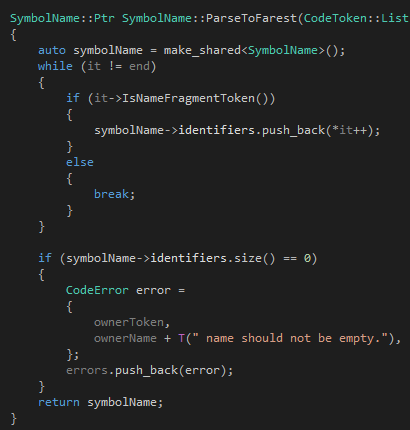 SymbolName::Ptr SymbolName::ParseToFarest(CodeToken::List
{
    auto symbolName = make_shared<SymbolName>();
    while (it != end)
    {
        if (it->IsNameFragmentToken())
        {
            symbolName->identifiers.push_back(*it++);
        }
        else
        {
            break;
        }
    }

    if (symbolName->identifiers.size() == 0)
    {
        CodeError error =
        {
            ownerToken,
            ownerName + T(" name should not be empty."),
        };
        errors.push_back(error);
    }
    return symbolName;
}